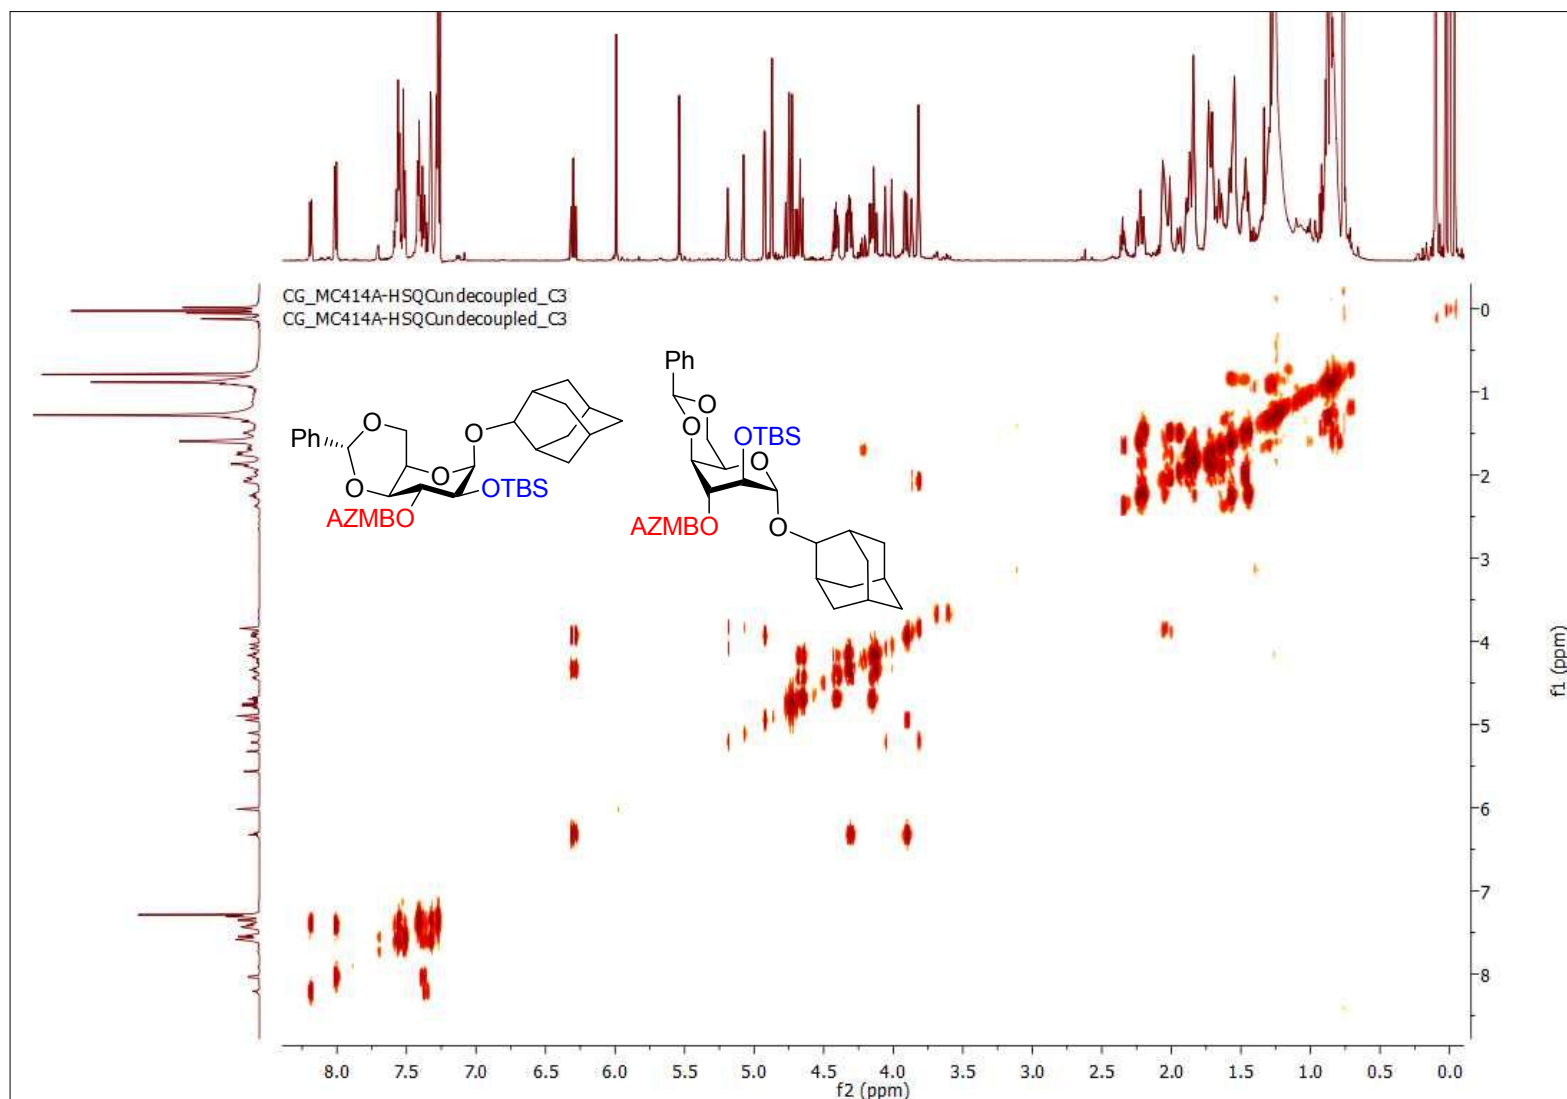 CG_MC414A-HSQCundecoupled_C3
CG_MC414A-HSQCundecoupled_C3
Ph
O
O
O
O
OTBS
AZMBO
Ph
O
O
OTBS
O
AZMBO
O
0
1
2
3
4
5
6
7
8
f1 (ppm)
8.0 7.5 7.0 6.5 6.0 5.5 5.0 4.5 4.0 3.5 3.0 2.5 2.0 1.5 1.0 0.5 0.0
f2 (ppm)